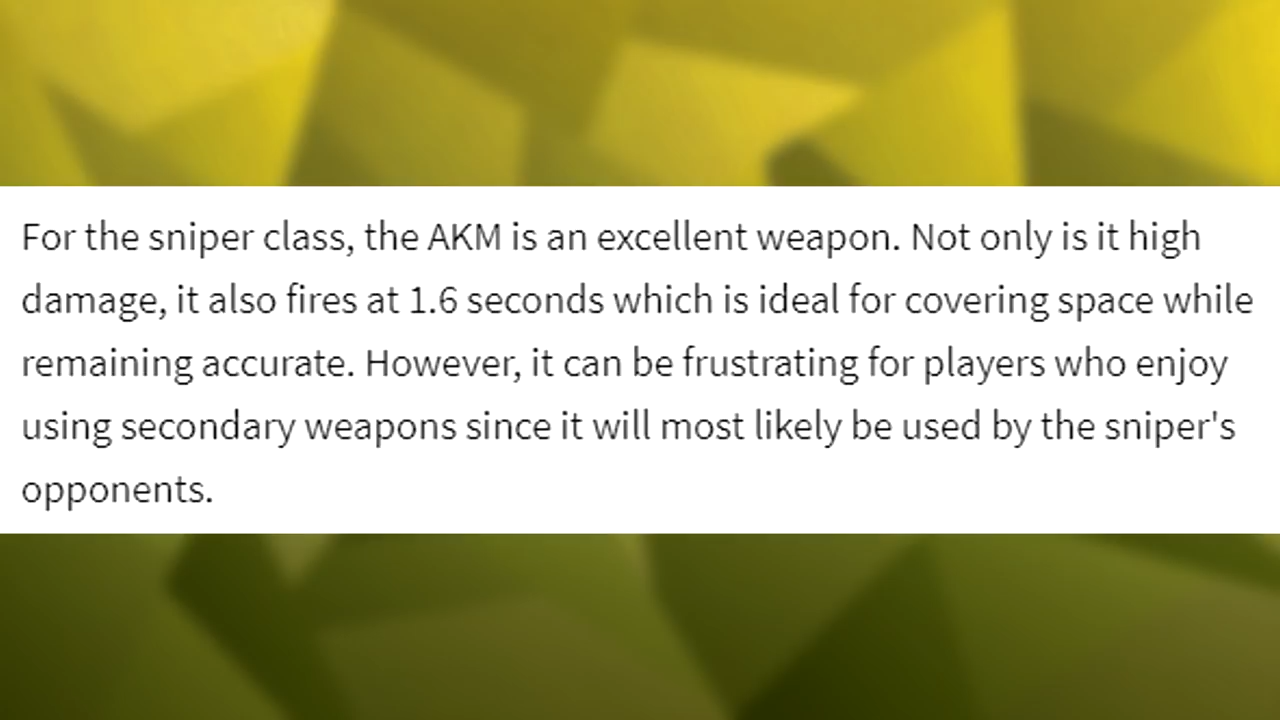 For the sniper class, the AKM is an excellent weapon. Not only is it high
damage, it also fires at 1.6 seconds which is ideal for covering space while
remaining accurate. However, it can be frustrating for players who enjoy
using secondary weapons since it will most likely be used by the sniper's
opponents.